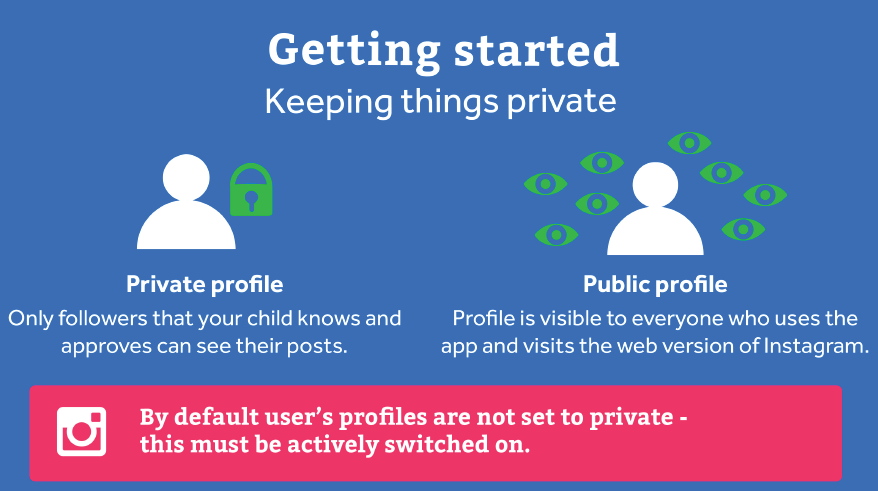 Getting started
Keeping things private
Private profile
Only followers that your child knows and
approves can see their posts.
Public profile
Profile is visible to everyone who uses the
app and visits the web version of Instagram.
By default user’s profiles are not set to private -
this must be actively switched on.